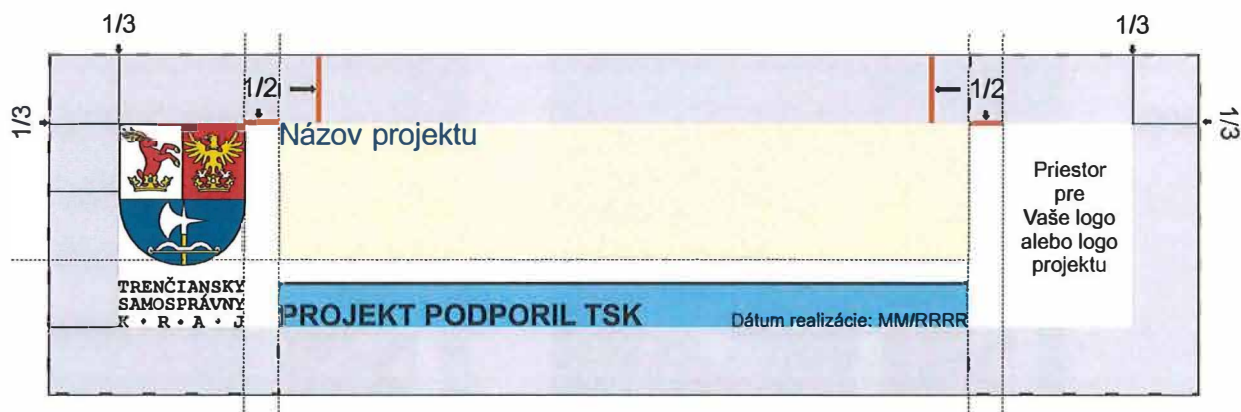 1/3
1/3
1/2
1/2
1/3
1/3
Názov projektu
Priestor
pre
Vaše logo
alebo logo
projektu
TRENČIANSKY
SAMOSPRÁVNY
K · R · A · J
PROJEKT PODPORIL TSK
Dátum realizácie: MM/RRRR